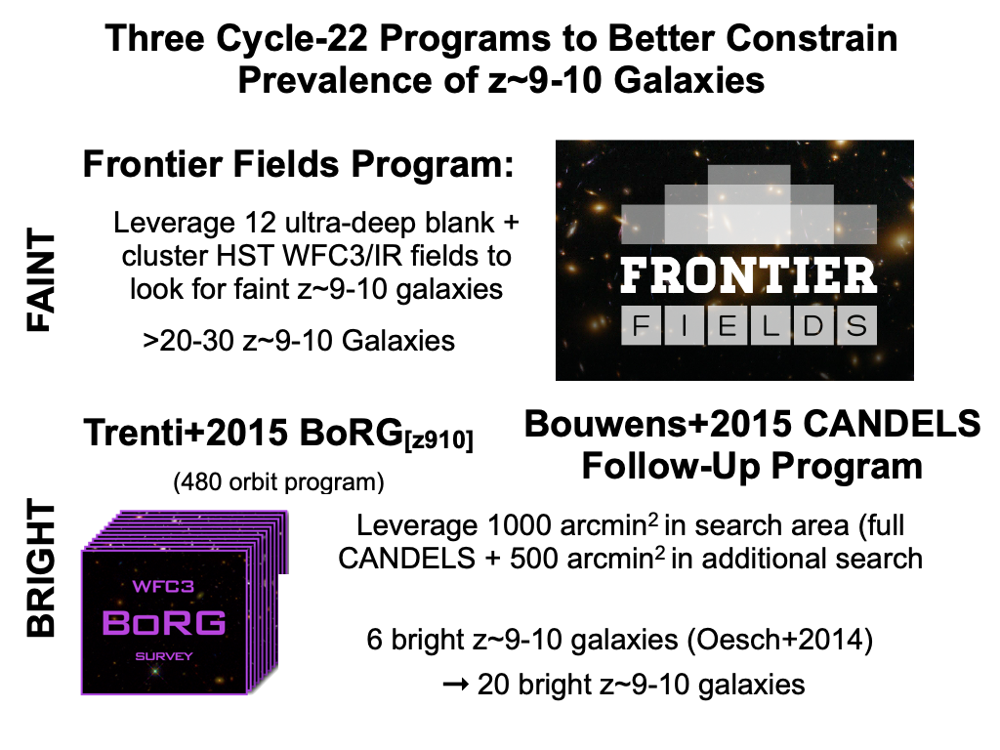 Three Cycle-22 Programs to Better Constrain
Prevalence of z~9-10 Galaxies
FAINT
Frontier Fields Program:
Leverage 12 ultra-deep blank +
cluster HST WFC3/IR fields to
look for faint z~9-10 galaxies
>20-30 z~9-10 Galaxies
FRONTIER
FIELDS
BRIGHT
Trenti+2015 BoRG[z910]
(480 orbit program)
WFC3
BoRG
SURVEY
Bouwens+2015 CANDELS
Follow-Up Program
Leverage 1000 arcmin² in search area (full
CANDELS + 500 arcmin² in additional search
6 bright z~9-10 galaxies (Oesch+2014)
→ 20 bright z~9-10 galaxies